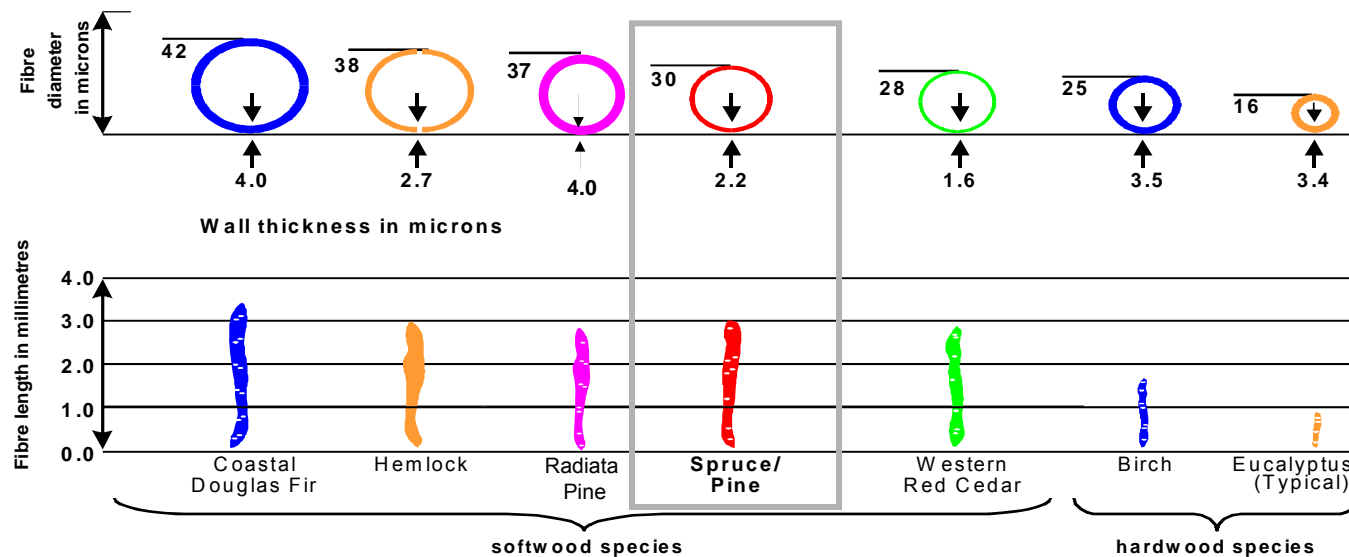 Fibre
diameter
in microns
42
38
37
30
28
25
16
4.0
2.7
4.0
2.2
1.6
3.5
3.4
Wall thickness in microns
Fibre length in millimetres
4.0
3.0
2.0
1.0
0.0
Coastal
Douglas Fir
Hemlock
Radiata
Pine
Spruce/
Pine
Western
Red Cedar
Birch
Eucalyptus
(Typical)
softwood species
hardwood species